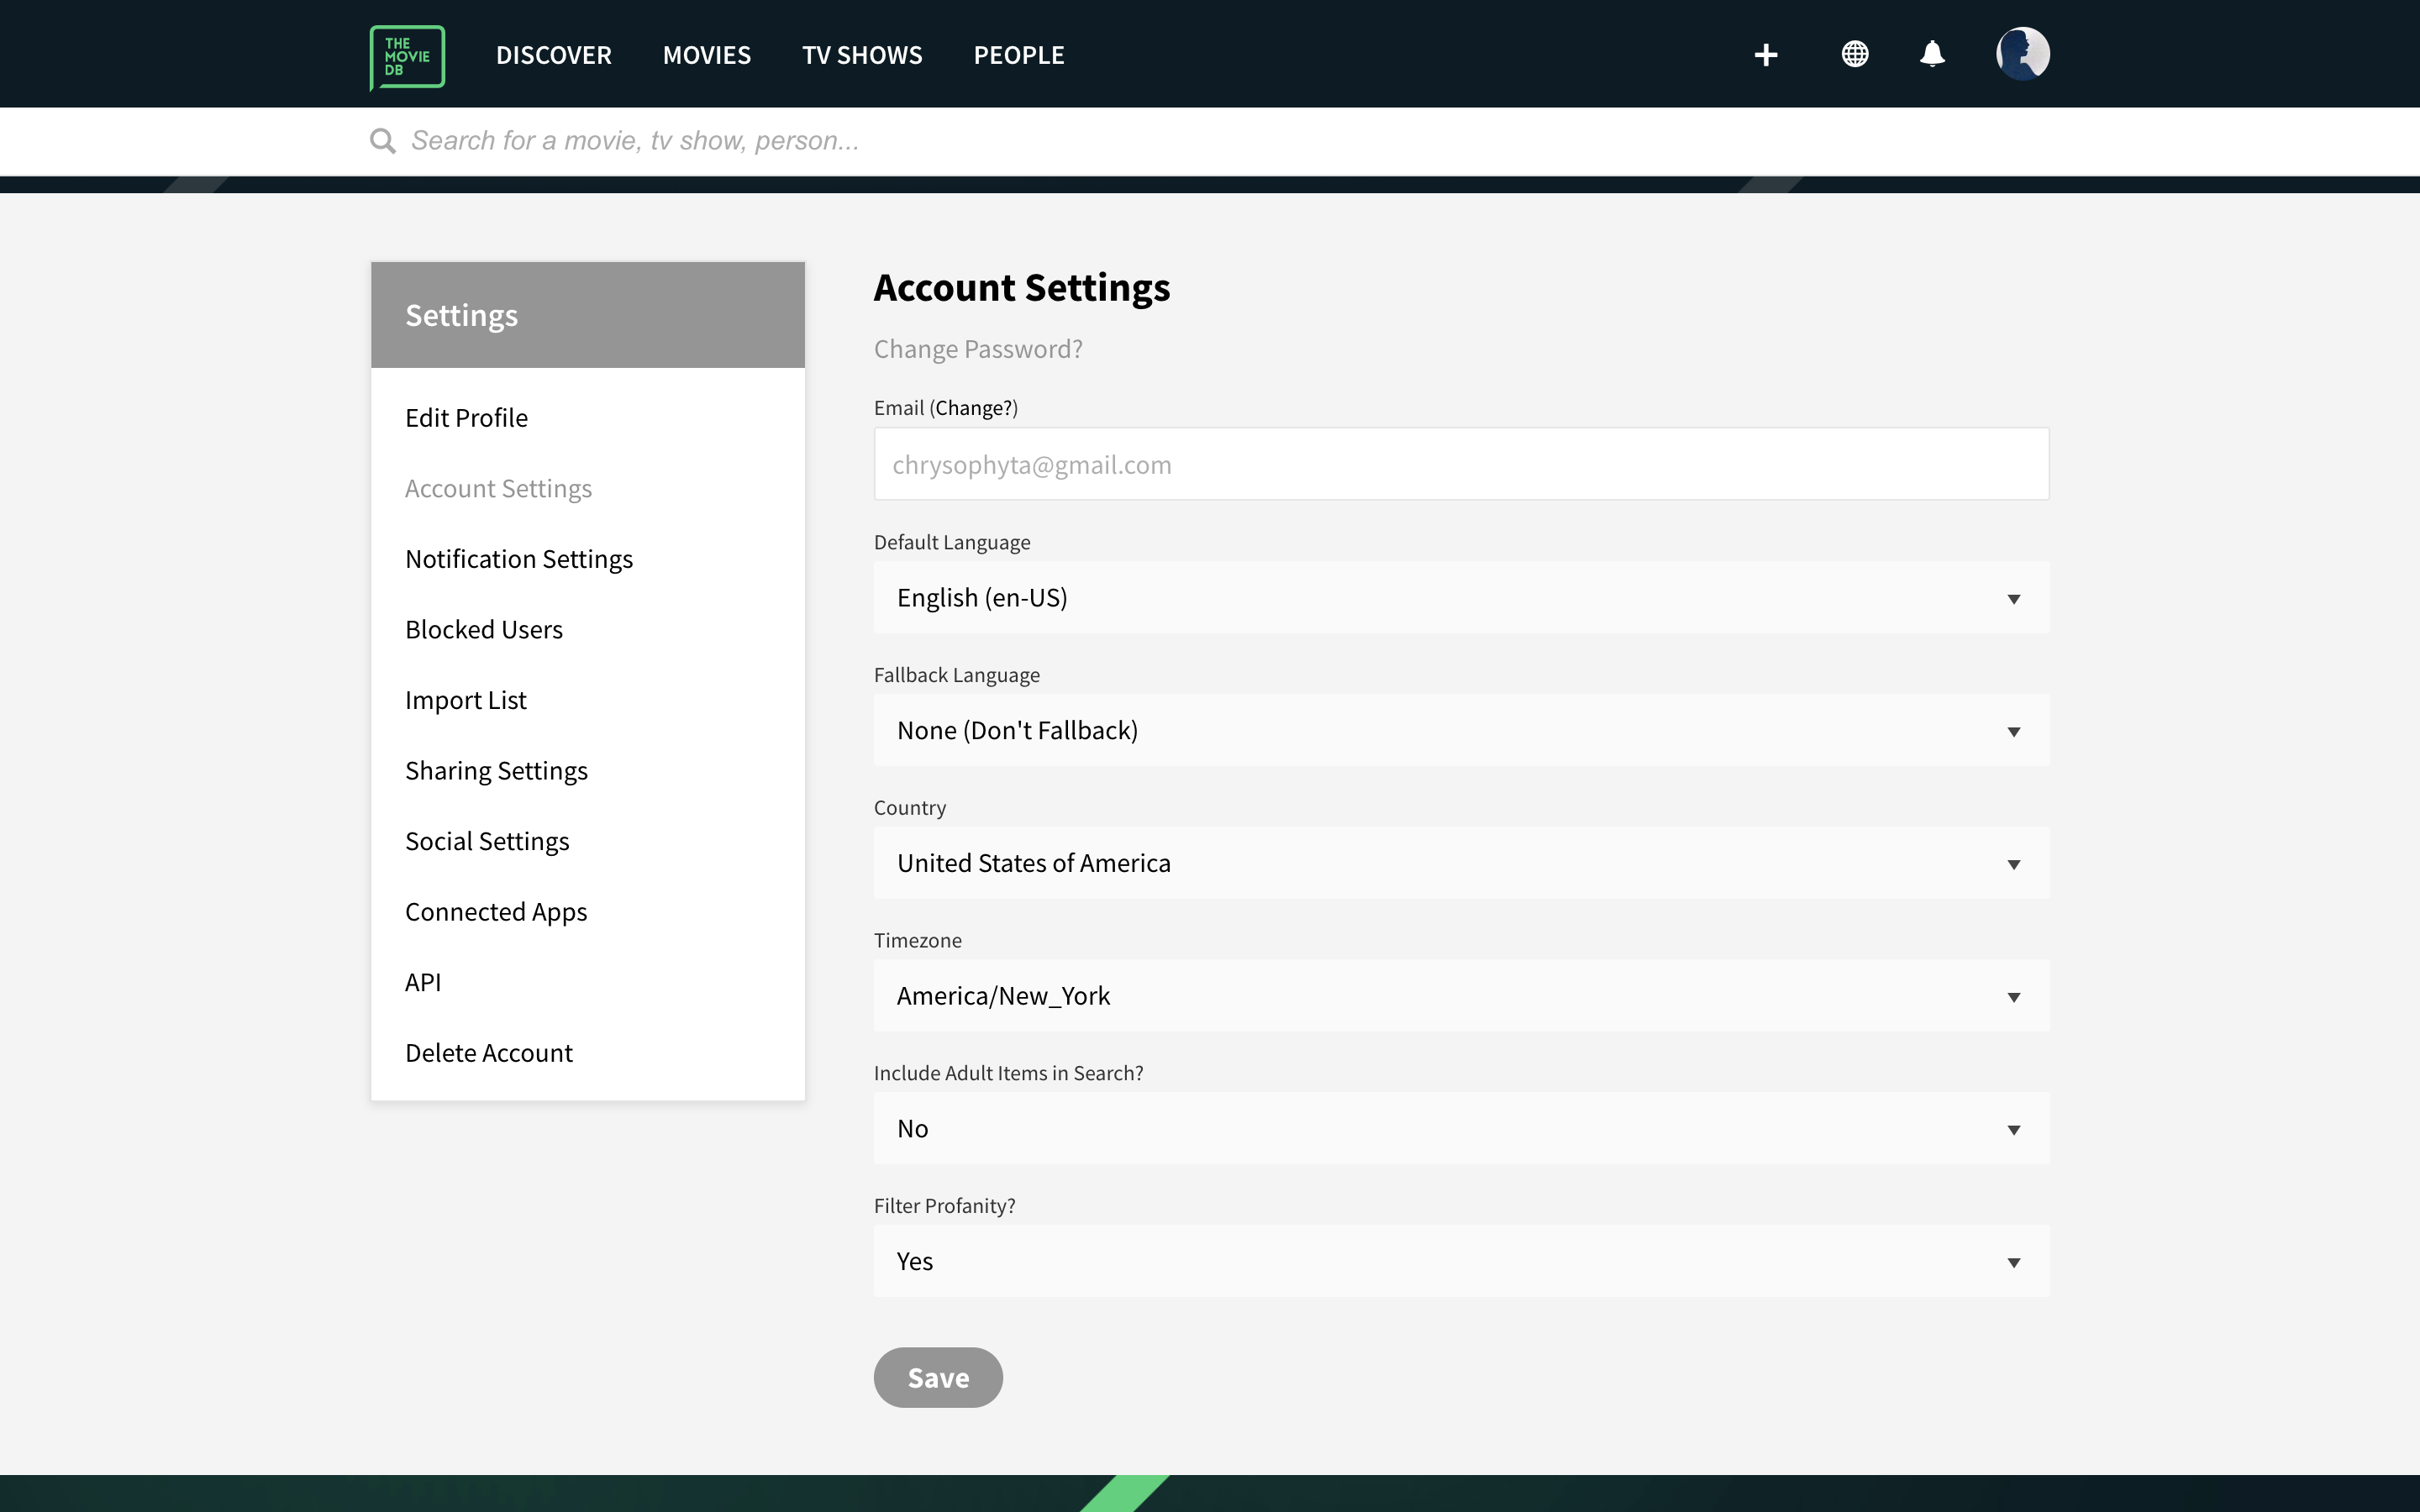 THE
MOVIE
DB
DISCOVER MOVIES TV SHOWS PEOPLE
Search for a movie, tv show, person...
Settings
Edit Profile
Account Settings
Notification Settings
Blocked Users
Import List
Sharing Settings
Social Settings
Connected Apps
API
Delete Account
Account Settings
Change Password?
Email (Change?)
chrysophyta@gmail.com
Default Language
English (en-US)
Fallback Language
None (Don't Fallback)
Country
United States of America
Timezone
America/New_York
Include Adult Items in Search?
No
Filter Profanity?
Yes
Save